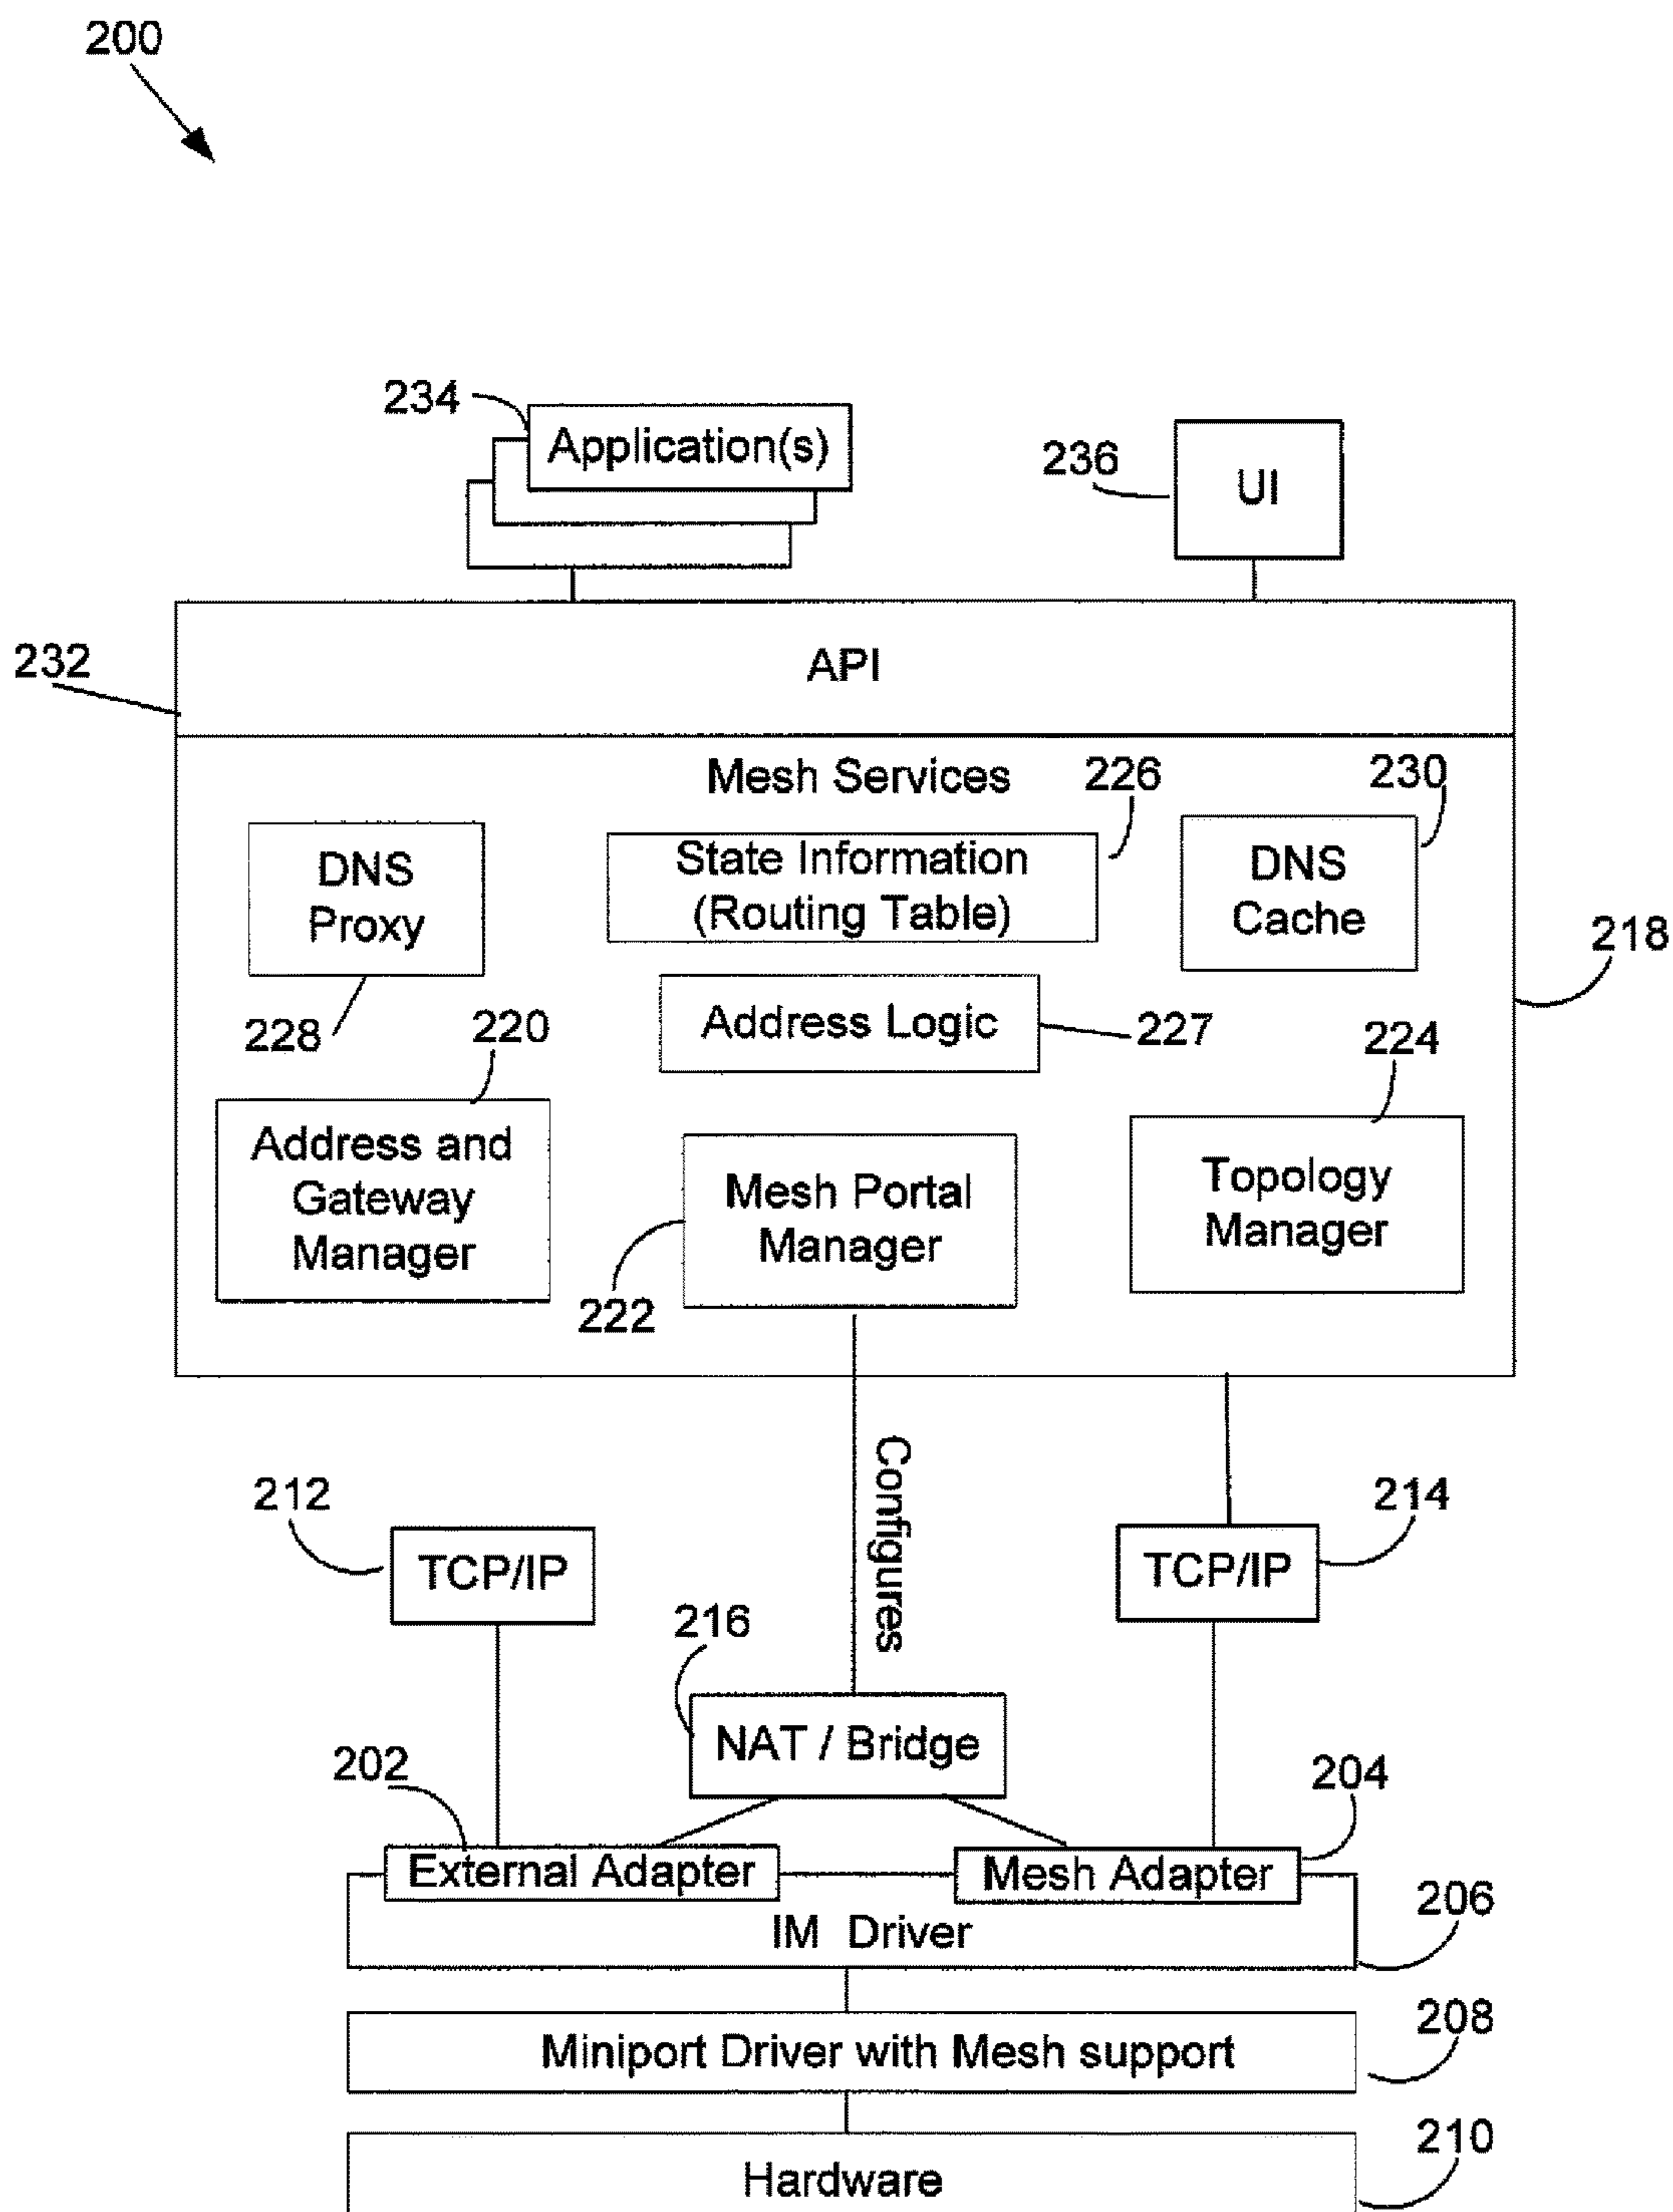 200
234
Application(s)
236
UI
232
API
Mesh Services
226
230
DNS
Proxy
State Information
(Routing Table)
DNS
Cache
218
228
220
Address Logic
227
224
Address and
Gateway
Manager
Mesh Portal
Manager
Topology
Manager
222
Configures
212
TCP/IP
214
TCP/IP
216
NAT / Bridge
202
204
External Adapter
Mesh Adapter
206
IM Driver
208
Miniport Driver with Mesh support
210
Hardware